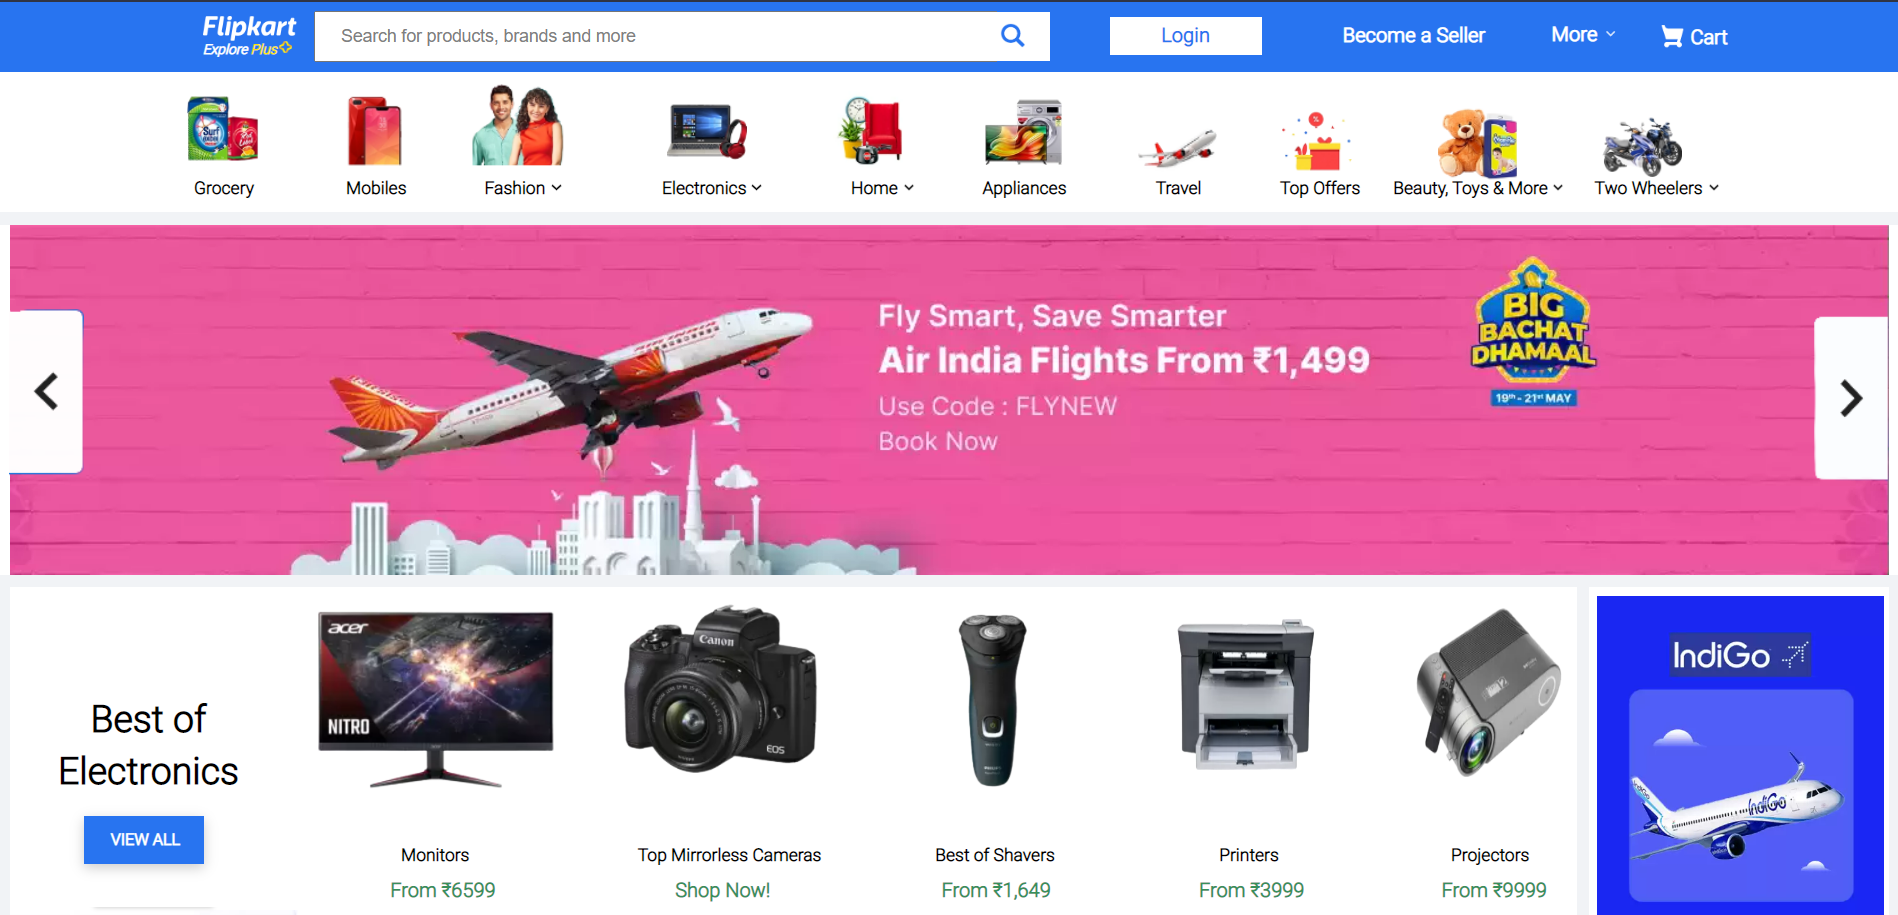 Flipkart
Explore Plus
Search for products, brands and more
Login
Become a Seller
More
Cart
Surf
Grocery
Mobiles
Fashion
Electronics
Home
Appliances
Travel
Top Offers
Beauty, Toys & More
Two Wheelers
Fly Smart, Save Smarter
Air India Flights From ₹1,499
Use Code : FLYNEW
Book Now
AIR INDIA
BIG
BACHAT
DHAMAAL
19th - 21st MAY
Best of
Electronics
VIEW ALL
acer
NITRO
Monitors
From ₹6599
Canon
EOS
Top Mirrorless Cameras
Shop Now!
Best of Shavers
From ₹1,649
Printers
From ₹3999
Projectors
From ₹9999
IndiGo
IndiGo
IndiGo